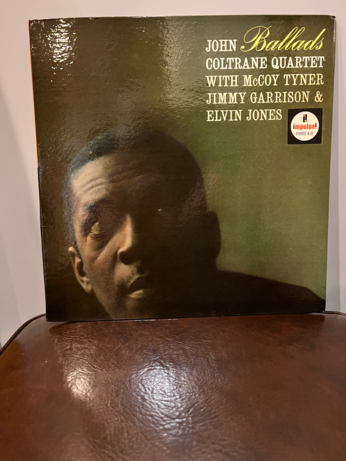 JOHN Ballads
COLTRANE QUARTET
WITH McCOY TYNER
JIMMY GARRISON &
ELVIN JONES
impulse!